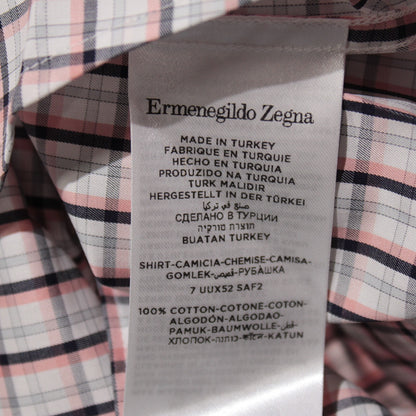 Ermenegildo Zegna
MADE IN TURKEY
FABRIQUE EN TURQUIE
HECHO EN TURQUIA
PRODUZIDO NA TURQUIA
TURK MALIDIR
HERGESTELLT IN DER TÜRKEI
صنع في تركيا
СДЕЛАНО В ТУРЦИИ
תוצרת טורקיה
BUATAN TURKEY
SHIRT-CAMICIA-CHEMISE-CAMISA-
GOMLEK-قميص-РУБАШКА
7 UUX52 SAF2
100% COTTON-COTONE-COTON-
ALGODÓN-ALGODÃO-
PAMUK-BAUMWOLLE-قطن-
ХЛОПОК-כותנה-KATUN